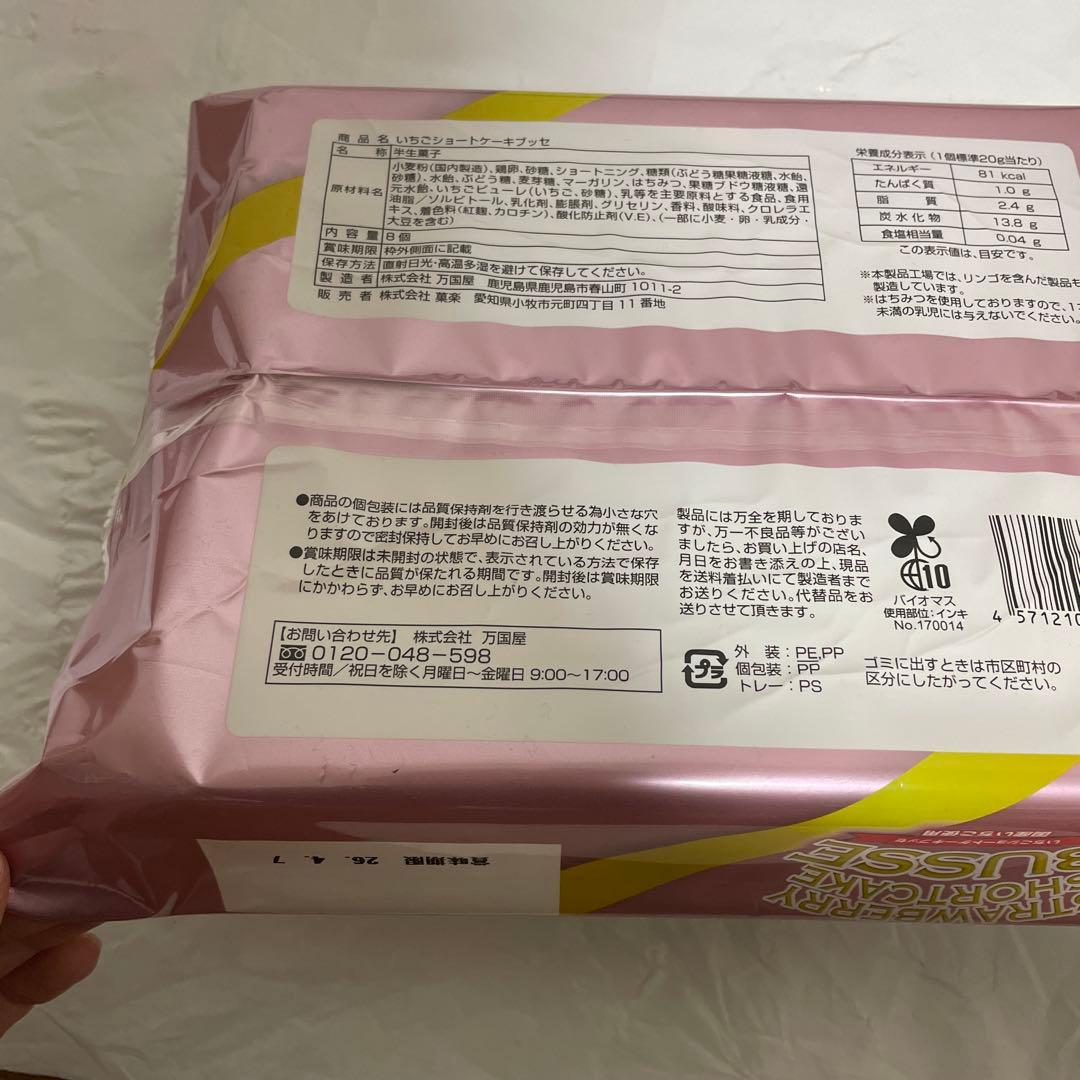 商品名 いちごショートケーキブッセ
名称 半生菓子
原材料名 小麦粉(国内製造)、鶏卵、砂糖、ショートニング、糖類(ぶどう糖果糖液糖、水飴、
砂糖)、水飴、ぶどう糖、麦芽糖、マーガリン、はちみつ、果糖ブドウ糖液糖、還
元水飴、いちごピューレ(いちご、砂糖)、乳等を主要原料とする食品、食用
油脂/ソルビトール、乳化剤、膨脹剤、グリセリン、香料、酸味料、クロレラエ
キス、着色料(紅麹、カロチン)、酸化防止剤(V.E)、(一部に小麦・卵・乳成分・
大豆を含む)
内容量 8個
賞味期限 枠外側面に記載
保存方法 直射日光・高温多湿を避けて保存してください。
製造者 株式会社 万国屋 鹿児島県鹿児島市春山町 1011-2
販売者 株式会社 菓楽 愛知県小牧市元町四丁目 11 番地
栄養成分表示(1個標準20g当たり)
エネルギー 81 kcal
たんぱく質 1.0 g
脂質 2.4 g
炭水化物 13.8 g
食塩相当量 0.04 g
この表示値は、目安です。
※本製品工場では、リンゴを含んだ製品も
製造しています。
※はちみつを使用しておりますので、1
未満の乳児には与えないでください。
●商品の個包装には品質保持剤を行き渡らせる為小さな穴
をあけております。開封後は品質保持剤の効力が無くな
りますので密封保持してお早めにお召し上がりください。
●賞味期限は未開封の状態で、表示されている方法で保存
したときに品質が保たれる期間です。開封後は賞味期限
にかかわらず、お早めにお召し上がりください。
【お問い合わせ先】 株式会社 万国屋
0120-048-598
受付時間/祝日を除く月曜日~金曜日 9:00~17:00
製品には万全を期しておりま
すが、万一不良品等がござい
ましたら、お買い上げの店名、
月日をお書き添えの上、現品
を送料着払いにて製造者まで
お送りください。代替品をお
送りさせて頂きます。
10
バイオマス
使用部位:インキ
No.170014
4 571210
プラ
外 装:PE,PP
個包装:PP
トレー:PS
ゴミに出すときは市区町村の
区分にしたがってください。
賞味期限 26. 4. 7
国産いちご使用
いちごショートケーキブッセ
STRAWBERRY
SHORTCAKE
BUSSE